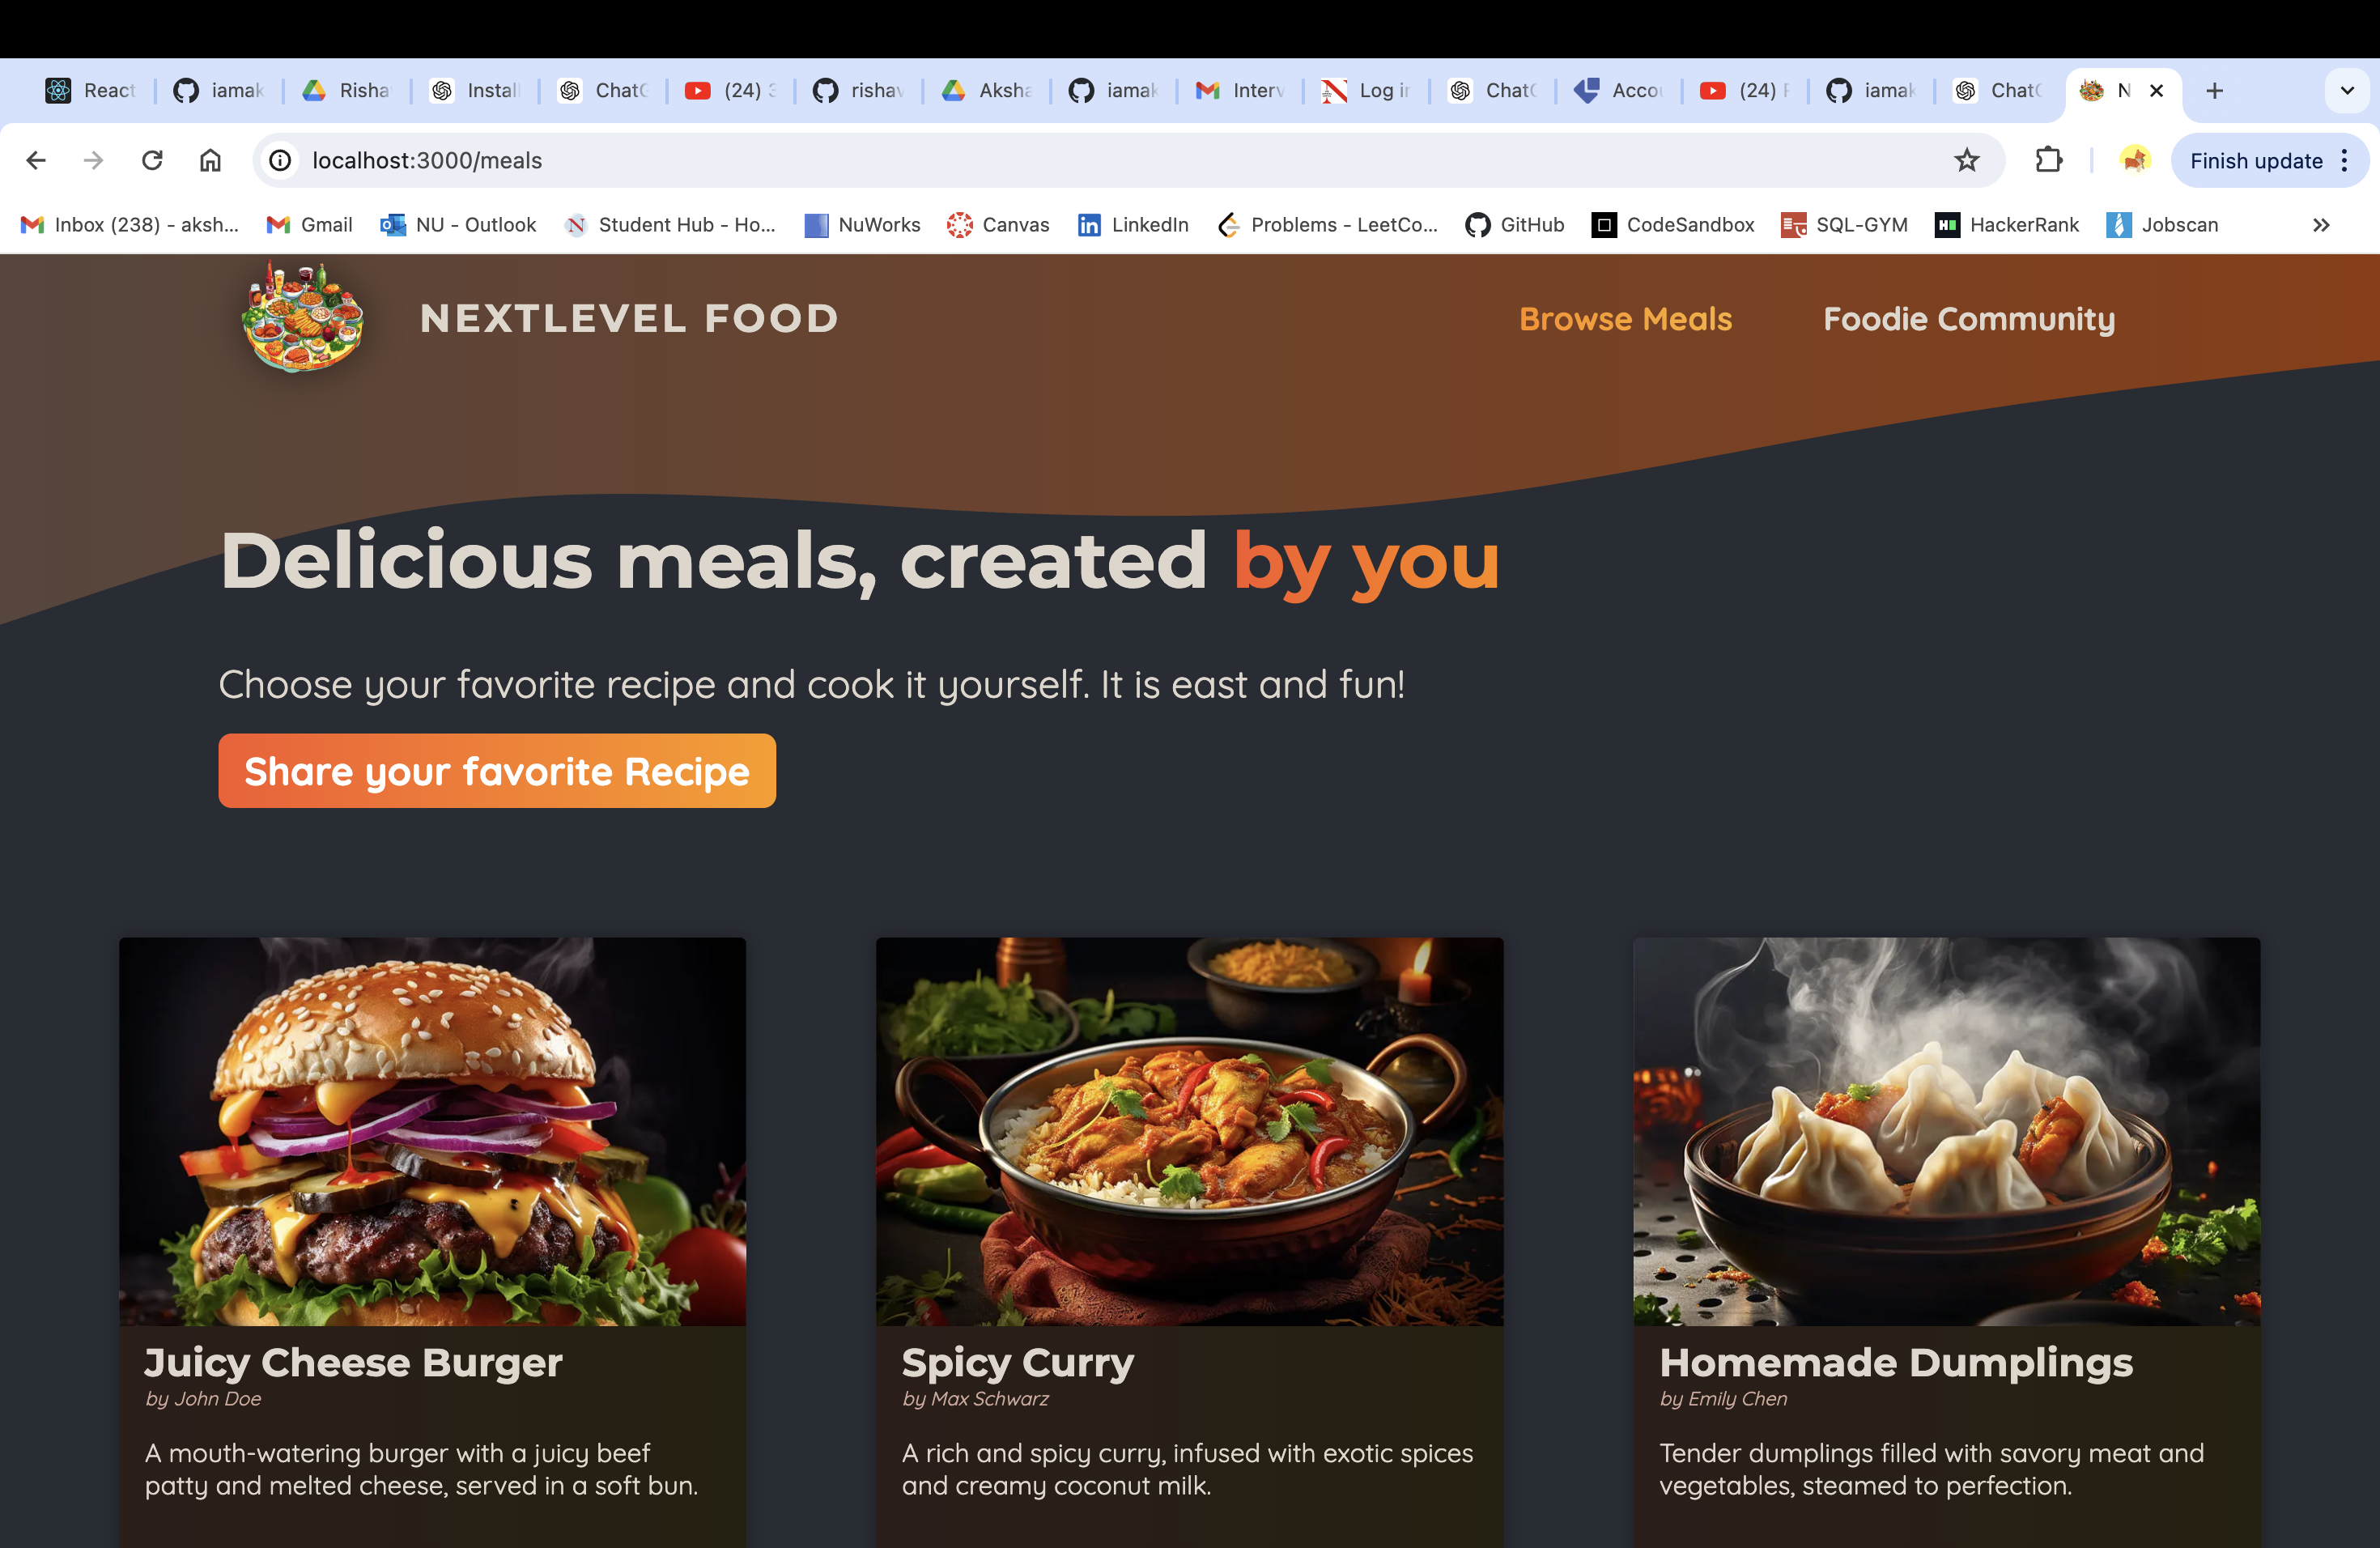 React iamak Risha Install ChatG (24) 3 rishav Aksha iamak Interv Log in ChatG Accou (24) F iamak ChatG N
localhost:3000/meals Finish update
Inbox (238) - aksh... Gmail NU - Outlook Student Hub - Ho... NuWorks Canvas LinkedIn Problems - LeetCo... GitHub CodeSandbox SQL-GYM HackerRank Jobscan
NEXTLEVEL FOOD Browse Meals Foodie Community
Delicious meals, created by you
Choose your favorite recipe and cook it yourself. It is east and fun!
Share your favorite Recipe
Juicy Cheese Burger
by John Doe
A mouth-watering burger with a juicy beef
patty and melted cheese, served in a soft bun.
Spicy Curry
by Max Schwarz
A rich and spicy curry, infused with exotic spices
and creamy coconut milk.
Homemade Dumplings
by Emily Chen
Tender dumplings filled with savory meat and
vegetables, steamed to perfection.